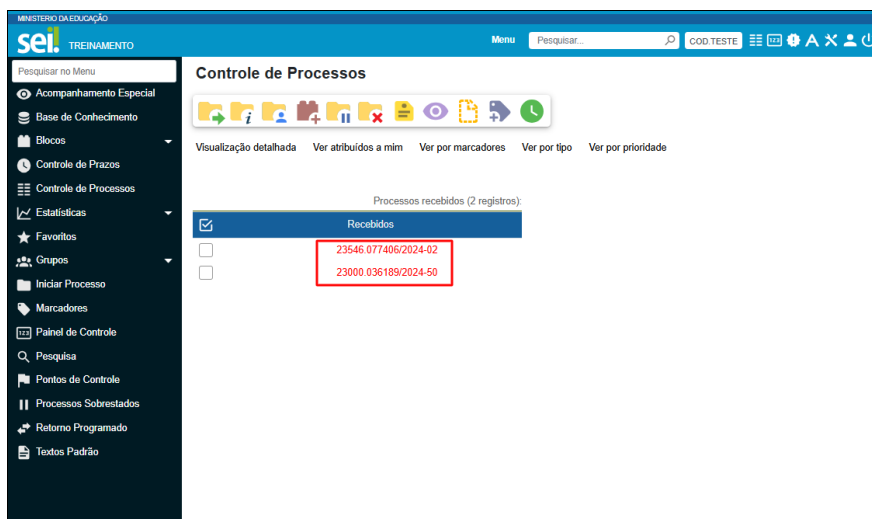 MINISTERIO DA EDUCAÇÃO
sei! TREINAMENTO
Menu
Pesquisar...
COD.TESTE
123
Pesquisar no Menu
Acompanhamento Especial
Base de Conhecimento
Blocos
Controle de Prazos
Controle de Processos
Estatísticas
Favoritos
Grupos
Iniciar Processo
Marcadores
123 Painel de Controle
Pesquisa
Pontos de Controle
Processos Sobrestados
Retorno Programado
Textos Padrão
Controle de Processos
Visualização detalhada Ver atribuídos a mim Ver por marcadores Ver por tipo Ver por prioridade
Processos recebidos (2 registros):
Recebidos
23546.077406/2024-02
23000.036189/2024-50